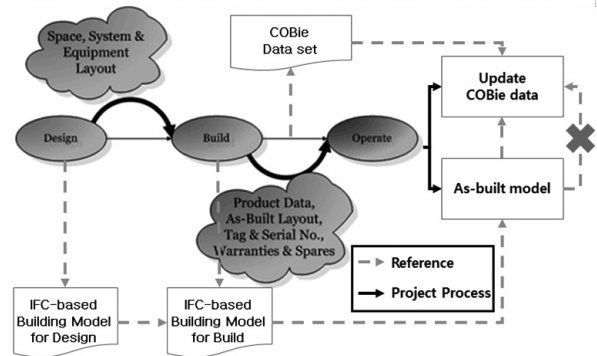 Space, System &
Equipment
Layout
COBie
Data set
Update
COBie data
Design
Build
Operate
As-built model
Product Data,
As-Built Layout,
Tag & Serial No.,
Warranties & Spares
Reference
Project Process
IFC-based
Building Model
for Design
IFC-based
Building Model
for Build